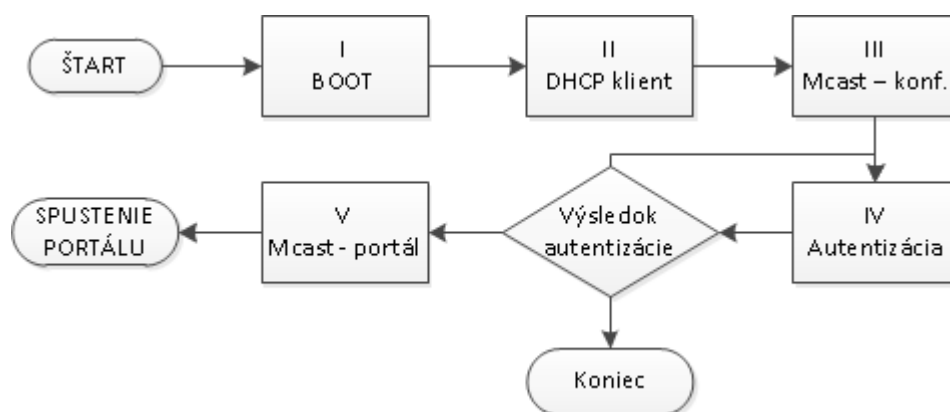 ŠTART
I
BOOT
II
DHCP klient
III
Mcast – konf.
SPUSTENIE
PORTÁLU
V
Mcast - portál
Výsledok
autentizácie
IV
Autentizácia
Koniec